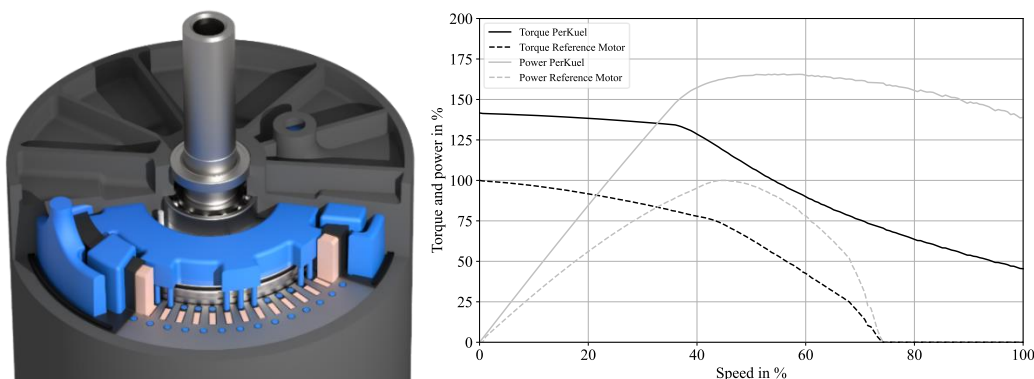 200
175
150
125
100
75
50
25
0
Torque and power in %
Torque PerKuel
Torque Reference Motor
Power PerKuel
Power Reference Motor
0 20 40 60 80 100
Speed in %